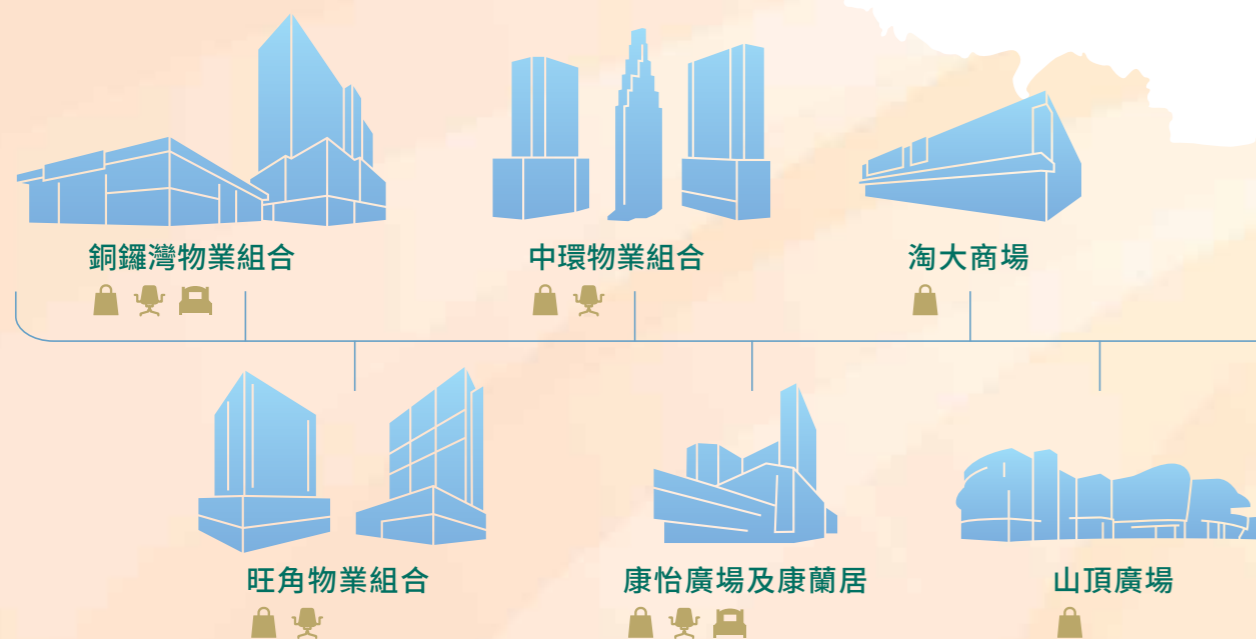 銅鑼灣物業組合
中環物業組合
淘大商場
旺角物業組合
康怡廣場及康蘭居
山頂廣場